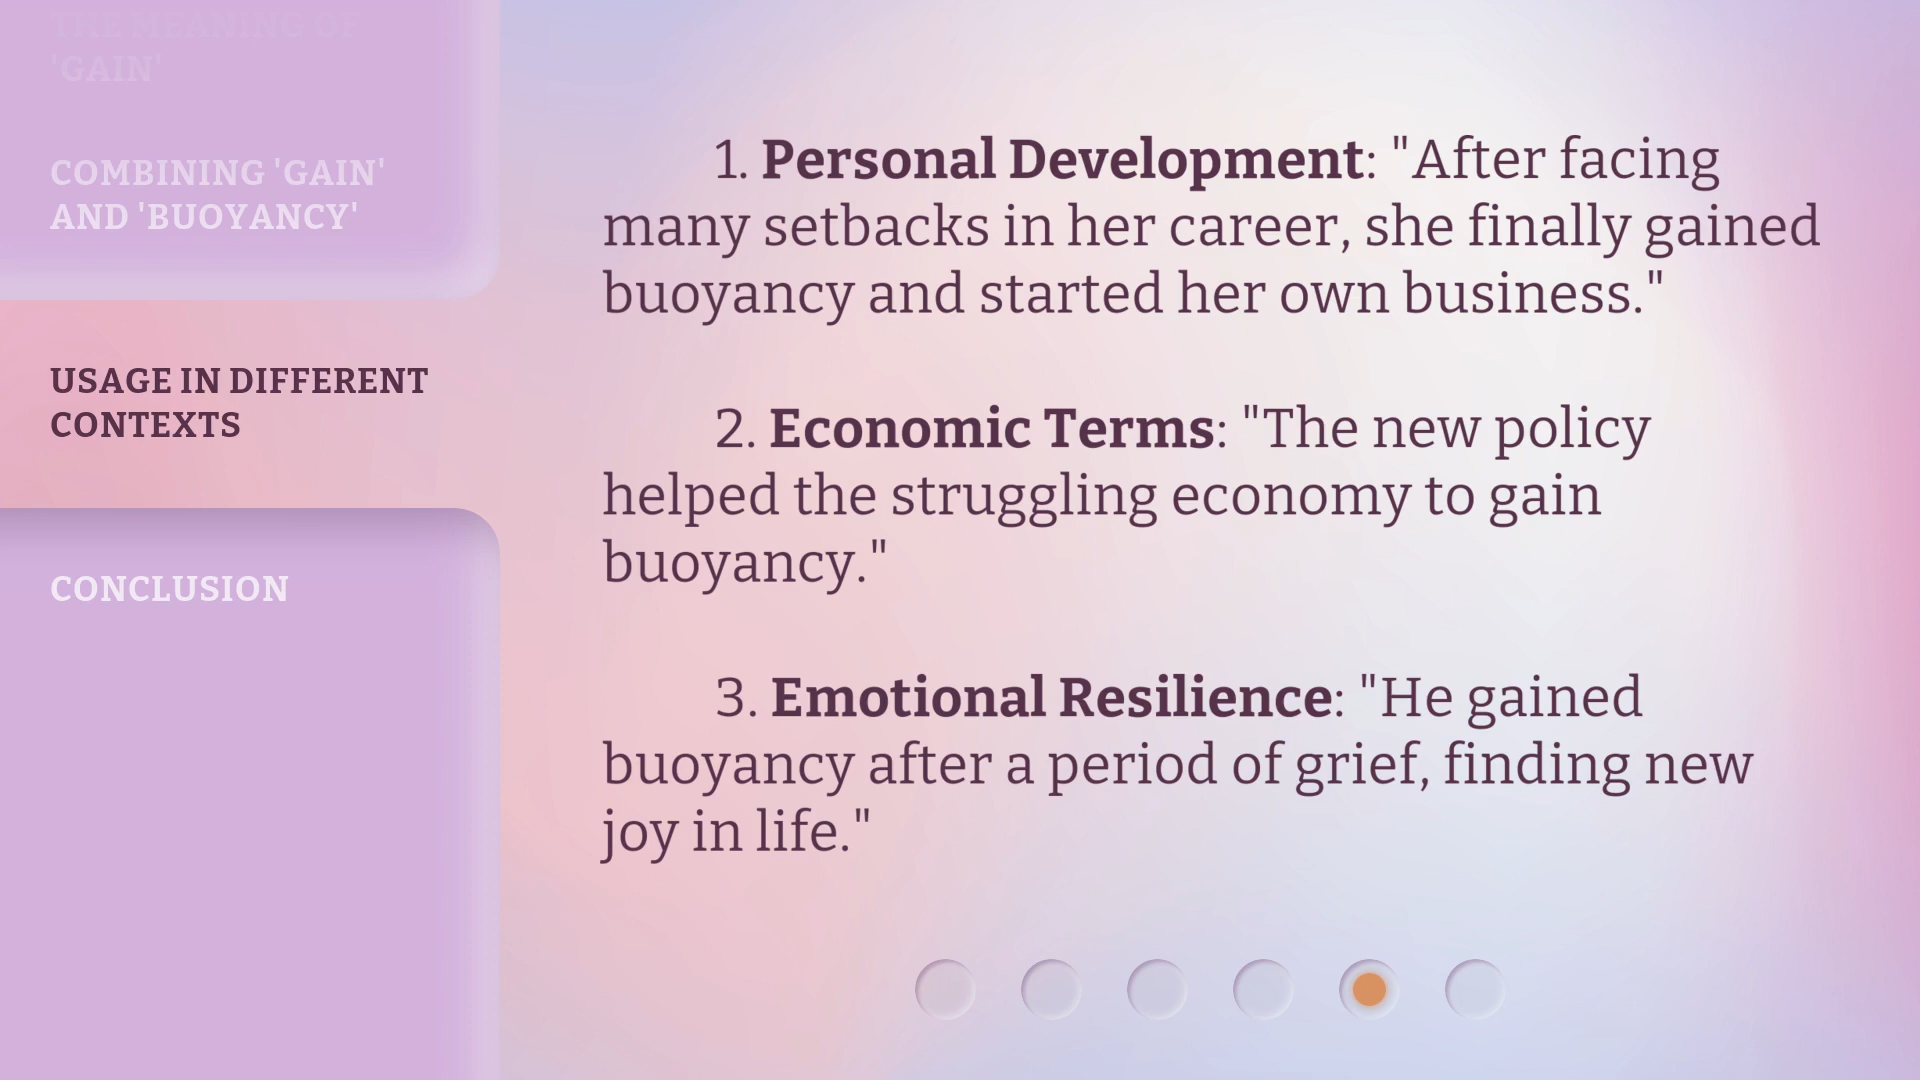 THE MEANING OF
'GAIN'
COMBINING 'GAIN'
AND 'BUOYANCY'
USAGE IN DIFFERENT
CONTEXTS
CONCLUSION
1. Personal Development: "After facing
many setbacks in her career, she finally gained
buoyancy and started her own business."
2. Economic Terms: "The new policy
helped the struggling economy to gain
buoyancy."
3. Emotional Resilience: "He gained
buoyancy after a period of grief, finding new
joy in life."